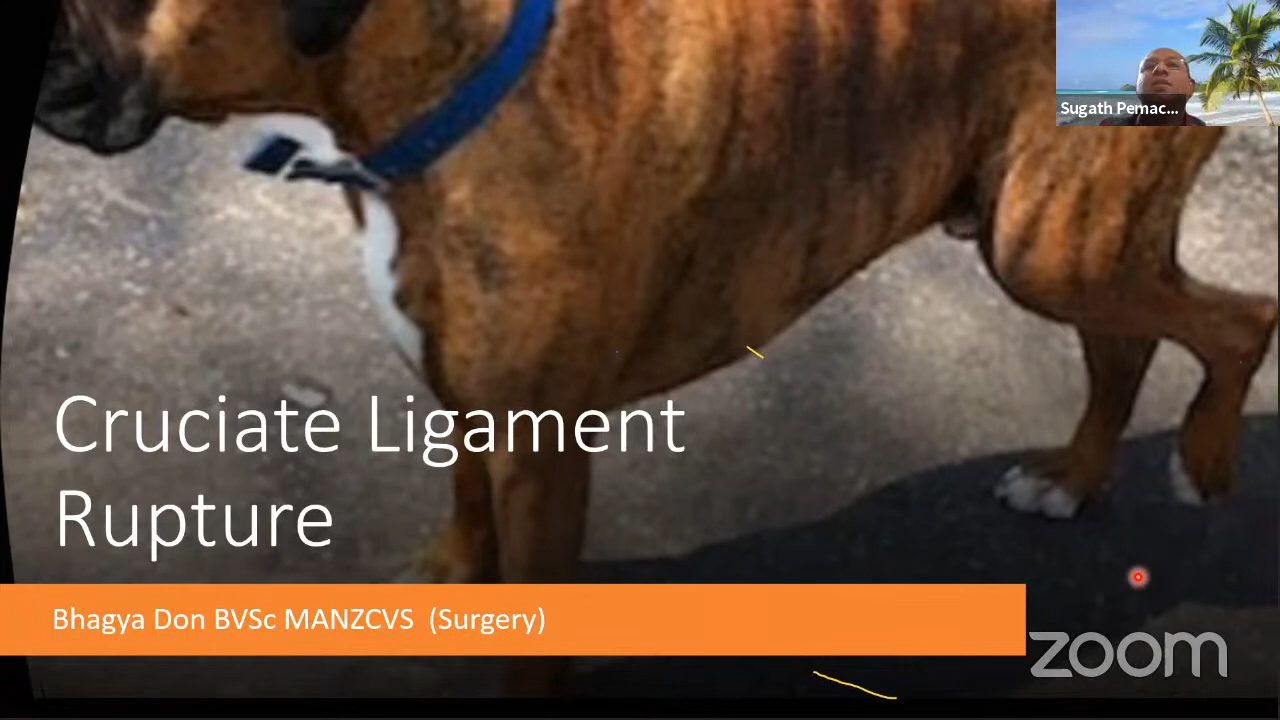 Sugath Pemac...
Cruciate Ligament
Rupture
Bhagya Don BVSc MANZCVS (Surgery)
zoom